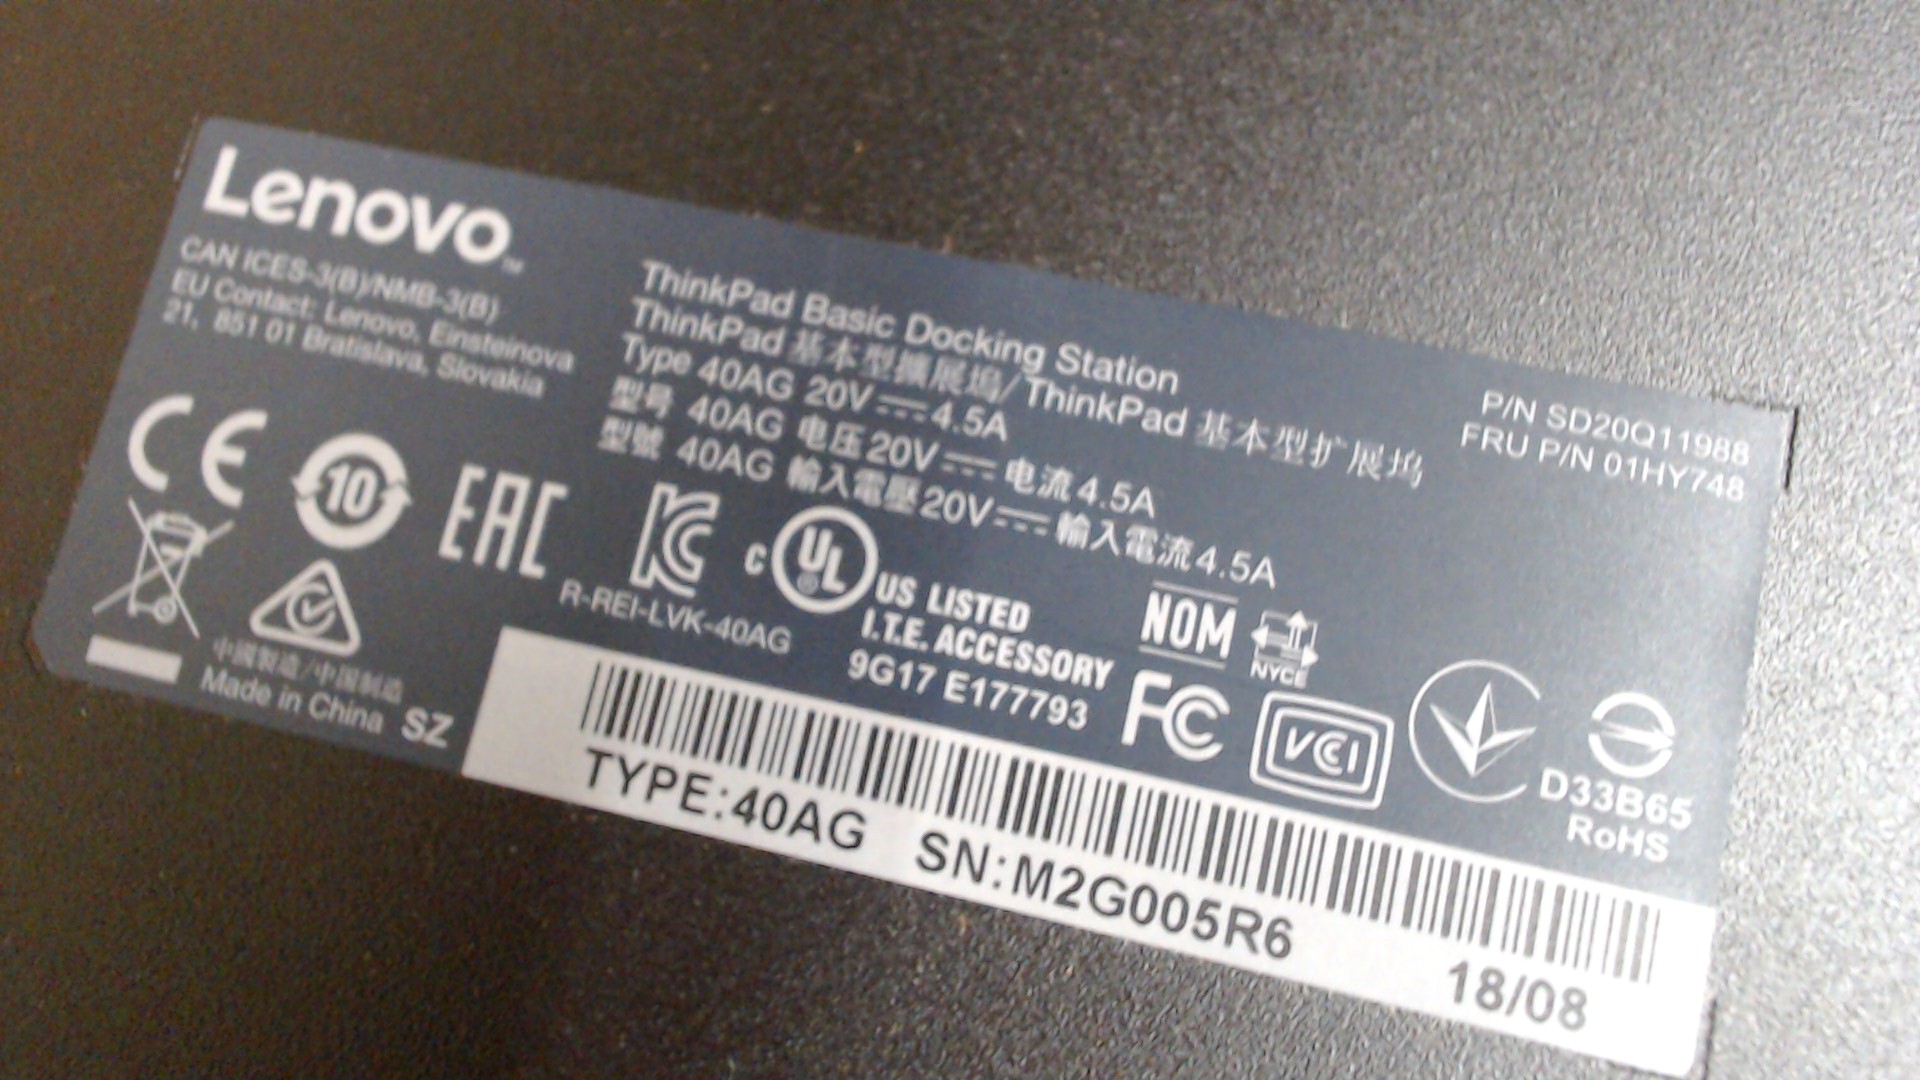 Lenovo™
CAN ICES-3(B)/NMB-3(B)
EU Contact: Lenovo, Einsteinova
21, 851 01 Bratislava, Slovakia
ThinkPad Basic Docking Station
ThinkPad 基本型擴展塢/ThinkPad 基本型扩展坞
Type 40AG 20V⎓4.5A
型号 40AG 电压20V⎓电流4.5A
型號 40AG 輸入電壓20V⎓輸入電流4.5A
P/N SD20Q11988
FRU P/N 01HY748
CE
10
EAC
KC
R-REI-LVK-40AG
c UL US LISTED
I.T.E. ACCESSORY
9G17 E177793
NOM
NYCE
FC
VCI
D33B65
RoHS
中國製造/中国制造
Made in China SZ
TYPE:40AG SN:M2G005R6
18/08